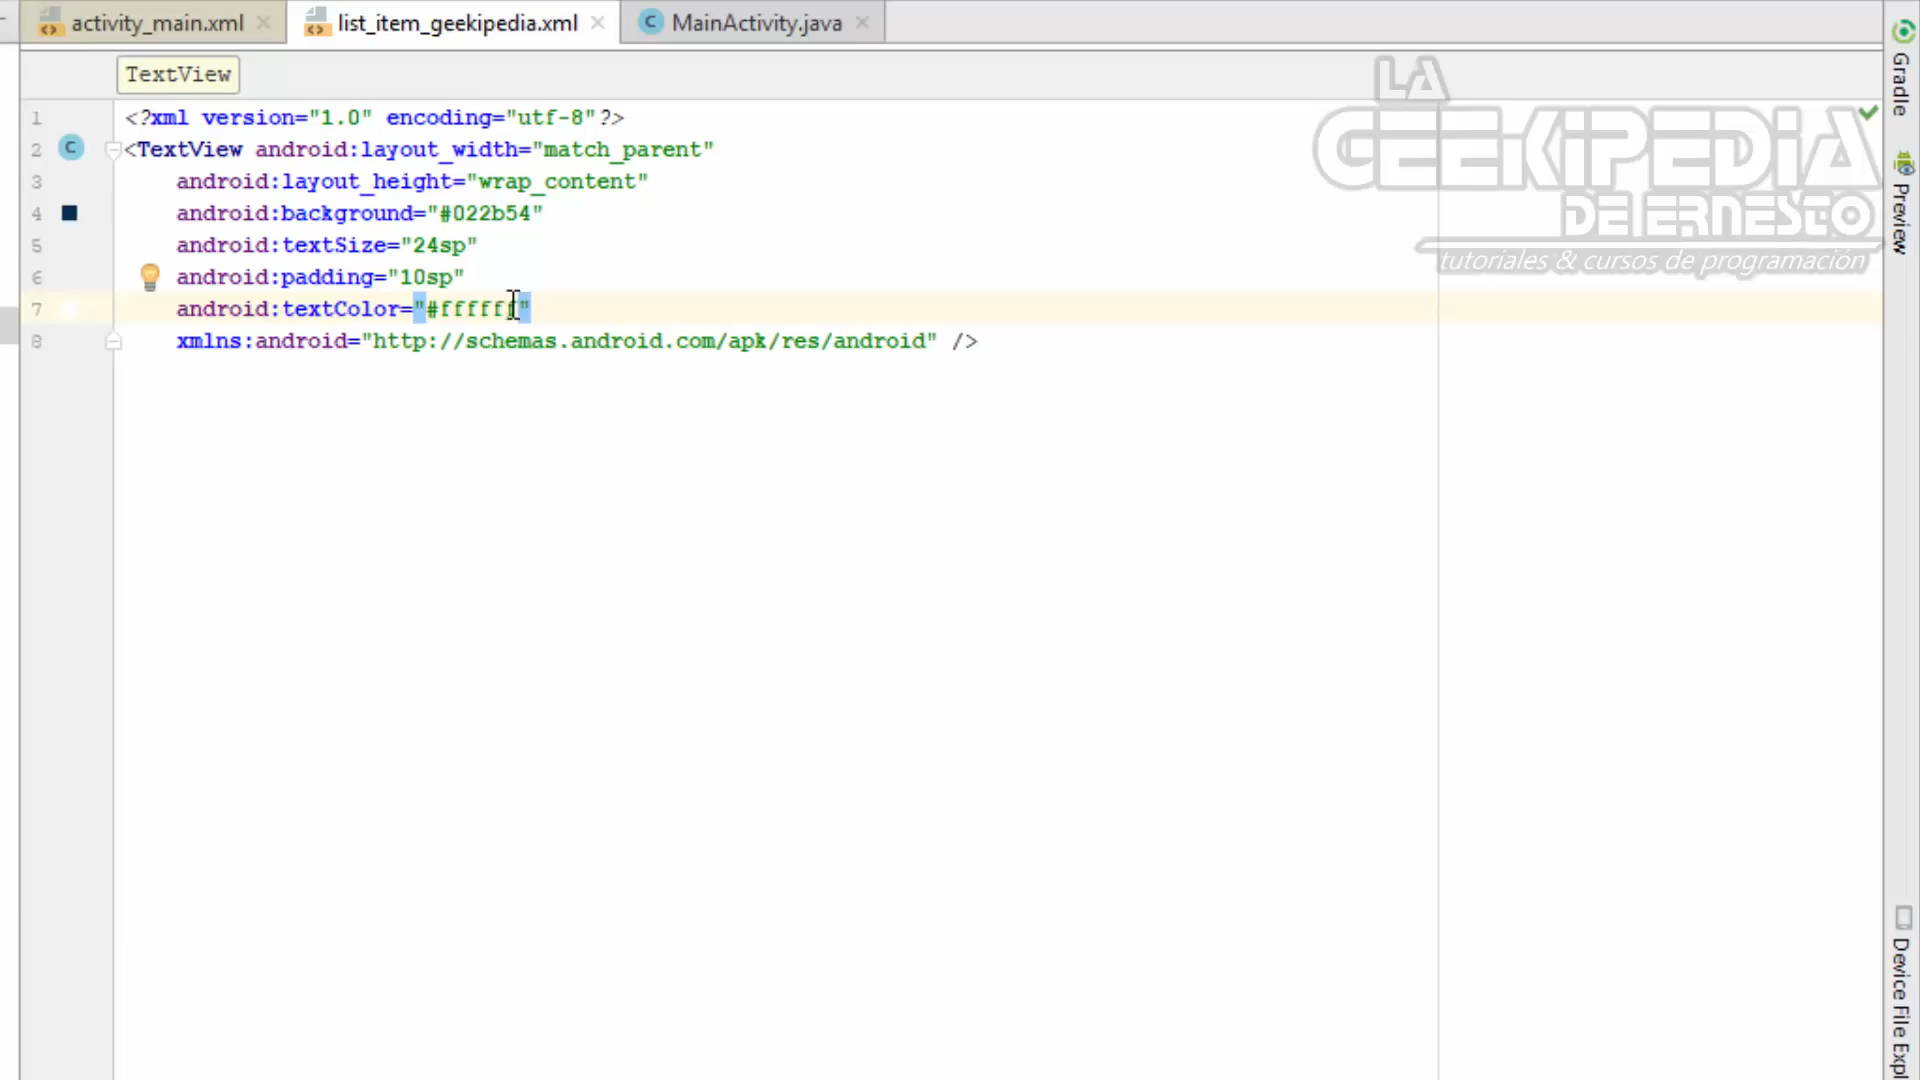 activity_main.xml
list_item_geekipedia.xml
MainActivity.java
TextView
1 <?xml version="1.0" encoding="utf-8"?>
2 <TextView android:layout_width="match_parent"
3 android:layout_height="wrap_content"
4 android:background="#022b54"
5 android:textSize="24sp"
6 android:padding="10sp"
7 android:textColor="#ffffff"
8 xmlns:android="http://schemas.android.com/apk/res/android" />
LA
GEEKIPEDIA
DE ERNESTO
tutoriales & cursos de programación
Gradle
Preview
Device File Expl